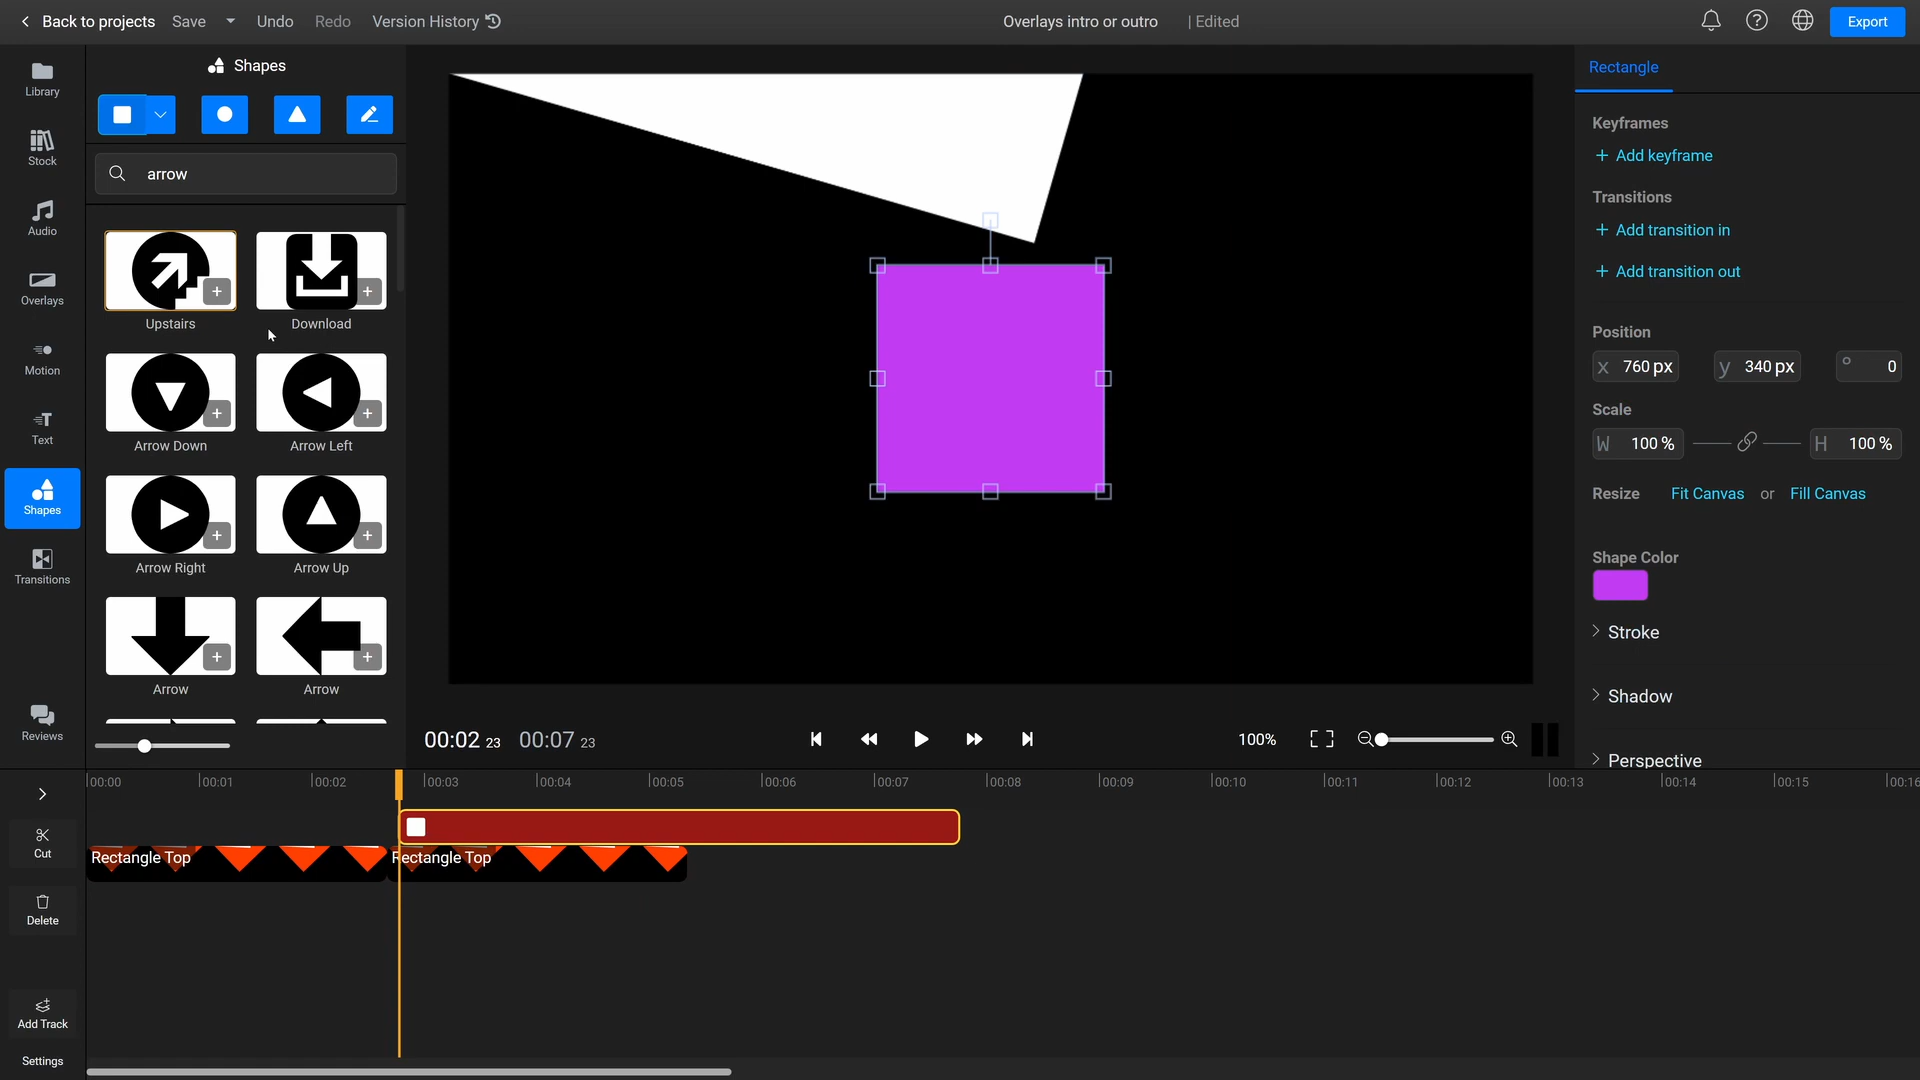 Back to projects Save Undo Redo Version History Overlays intro or outro | Edited Export
Library
Stock
Audio
Overlays
Motion
Text
Shapes
Transitions
Reviews
Shapes
arrow
Upstairs Download
Arrow Down Arrow Left
Arrow Right Arrow Up
Arrow Arrow
Rectangle
Keyframes
+ Add keyframe
Transitions
+ Add transition in
+ Add transition out
Position
x 760 px y 340 px ° 0
Scale
W 100 % H 100 %
Resize Fit Canvas or Fill Canvas
Shape Color
Stroke
Shadow
Perspective
00:02 23 00:07 23 100%
00:00 00:01 00:02 00:03 00:04 00:05 00:06 00:07 00:08 00:09 00:10 00:11 00:12 00:13 00:14 00:15 00:16
Rectangle Top Rectangle Top
Cut
Delete
Add Track
Settings